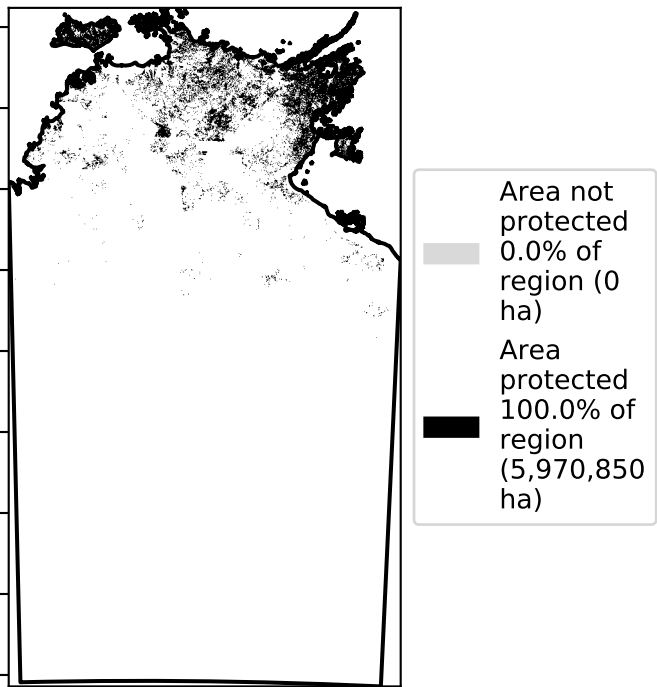 Area not
protected
0.0% of
region (0
ha)
Area
protected
100.0% of
region
(5,970,850
ha)